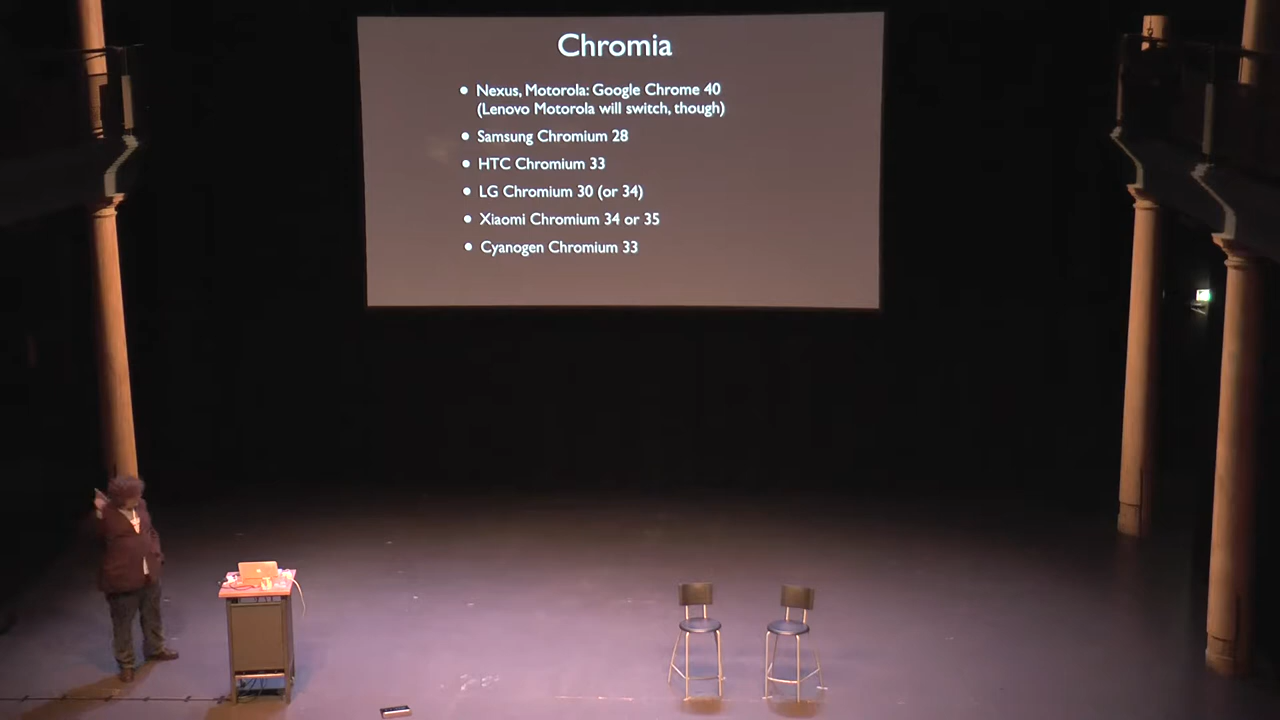 Chromia
• Nexus, Motorola: Google Chrome 40
(Lenovo Motorola will switch, though)
• Samsung Chromium 28
• HTC Chromium 33
• LG Chromium 30 (or 34)
• Xiaomi Chromium 34 or 35
• Cyanogen Chromium 33